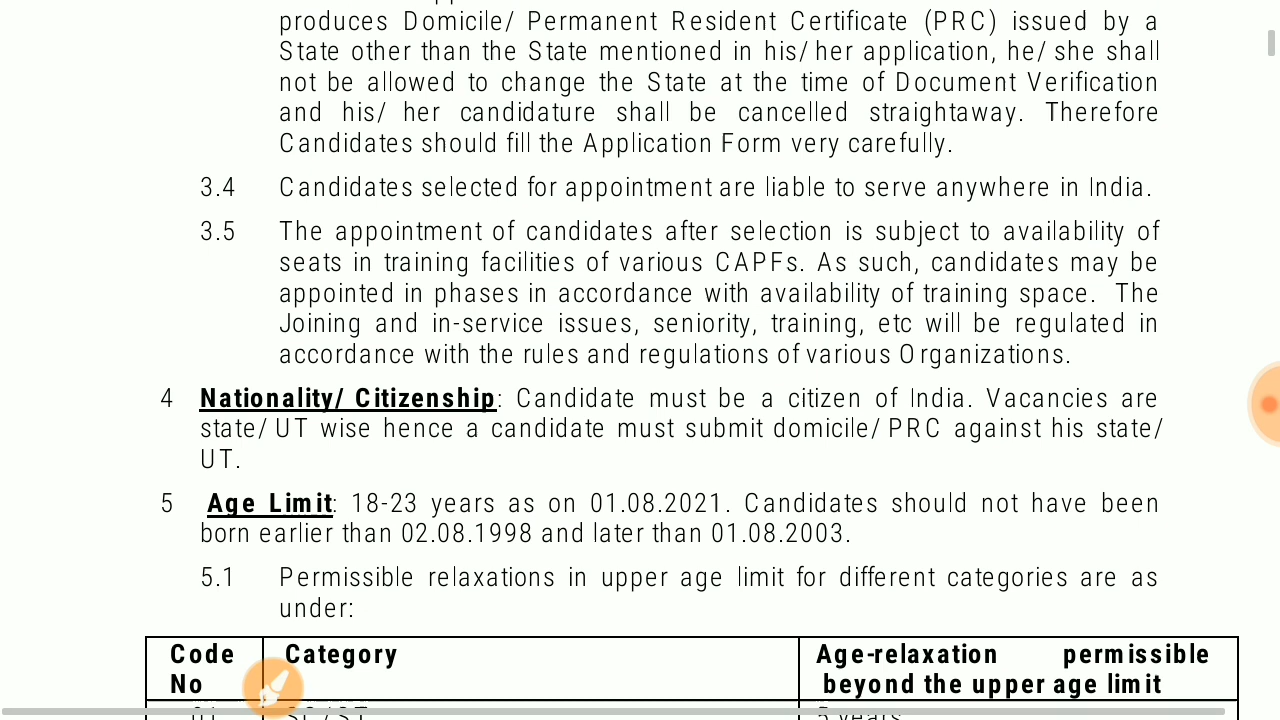 produces Domicile/ Permanent Resident Certificate (PRC) issued by a
State other than the State mentioned in his/ her application, he/ she shall
not be allowed to change the State at the time of Document Verification
and his/ her candidature shall be cancelled straightaway. Therefore
Candidates should fill the Application Form very carefully.
3.4 Candidates selected for appointment are liable to serve anywhere in India.
3.5 The appointment of candidates after selection is subject to availability of
seats in training facilities of various CAPFs. As such, candidates may be
appointed in phases in accordance with availability of training space. The
Joining and in-service issues, seniority, training, etc will be regulated in
accordance with the rules and regulations of various Organizations.
4 Nationality/ Citizenship: Candidate must be a citizen of India. Vacancies are
state/ UT wise hence a candidate must submit domicile/ PRC against his state/
UT.
5 Age Limit: 18-23 years as on 01.08.2021. Candidates should not have been
born earlier than 02.08.1998 and later than 01.08.2003.
5.1 Permissible relaxations in upper age limit for different categories are as
under:
Code No Category Age-relaxation permissible
beyond the upper age limit
01 SC/ST 5 years